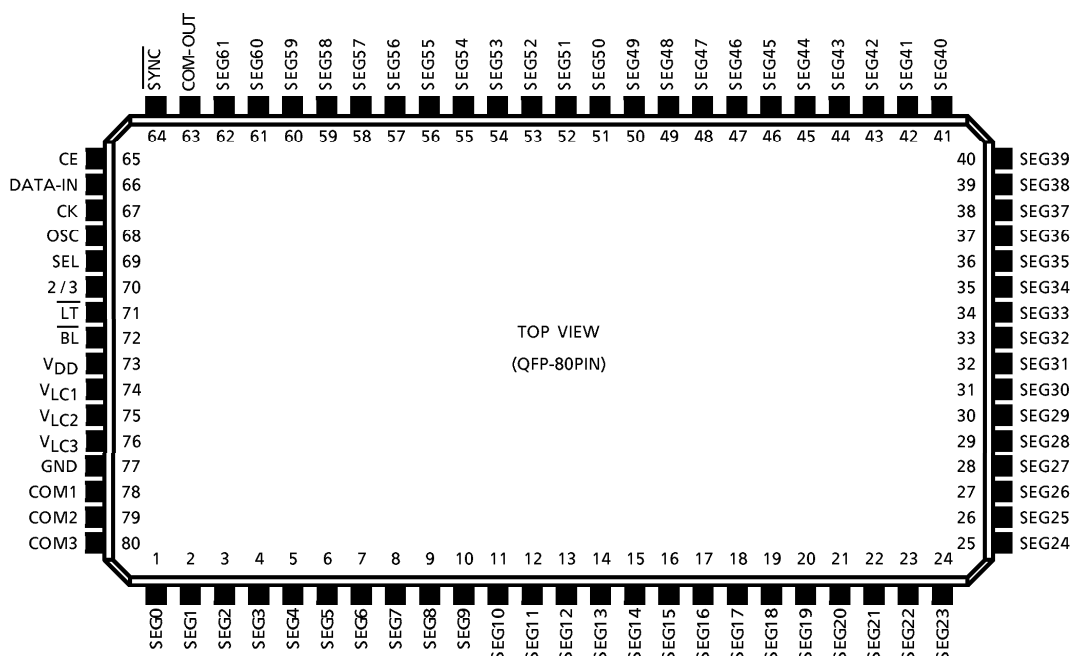 SYNC COM-OUT SEG61 SEG60 SEG59 SEG58 SEG57 SEG56 SEG55 SEG54 SEG53 SEG52 SEG51 SEG50 SEG49 SEG48 SEG47 SEG46 SEG45 SEG44 SEG43 SEG42 SEG41 SEG40
64 63 62 61 60 59 58 57 56 55 54 53 52 51 50 49 48 47 46 45 44 43 42 41
CE 65 40 SEG39
DATA-IN 66 39 SEG38
CK 67 38 SEG37
OSC 68 37 SEG36
SEL 69 36 SEG35
2/3 70 35 SEG34
LT 71 34 SEG33
BL 72 33 SEG32
TOP VIEW
(QFP-80PIN)
VDD 73 32 SEG31
VLC1 74 31 SEG30
VLC2 75 30 SEG29
VLC3 76 29 SEG28
GND 77 28 SEG27
COM1 78 27 SEG26
COM2 79 26 SEG25
COM3 80 25 SEG24
1 2 3 4 5 6 7 8 9 10 11 12 13 14 15 16 17 18 19 20 21 22 23 24
SEG0 SEG1 SEG2 SEG3 SEG4 SEG5 SEG6 SEG7 SEG8 SEG9 SEG10 SEG11 SEG12 SEG13 SEG14 SEG15 SEG16 SEG17 SEG18 SEG19 SEG20 SEG21 SEG22 SEG23